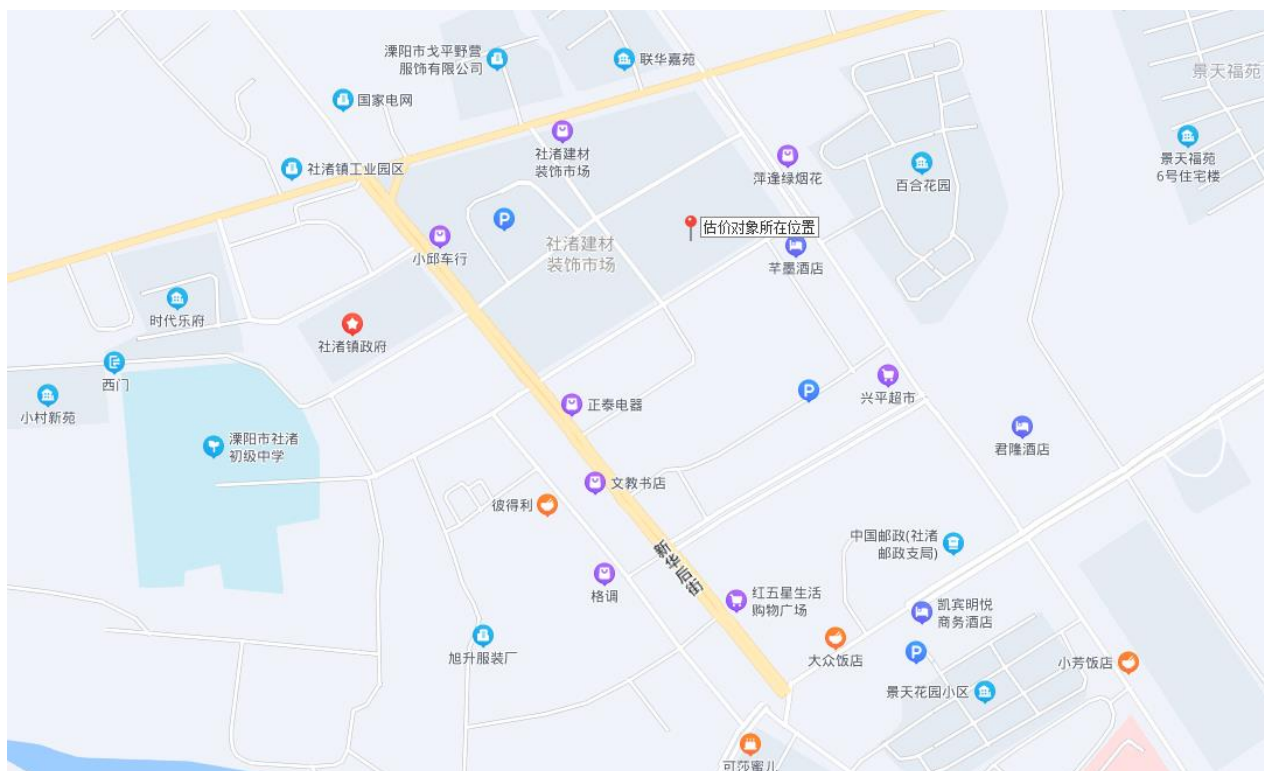 溧阳市戈平野营
服饰有限公司
联华嘉苑
景天福苑
国家电网
社渚建材
装饰市场
萍逢绿烟花
百合花园
景天福苑
6号住宅楼
社渚镇工业园区
P
估价对象所在位置
小邱车行
社渚建材
装饰市场
芊墨酒店
时代乐府
社渚镇政府
西门
小村新苑
正泰电器
P
兴平超市
溧阳市社渚
初级中学
君隆酒店
文教书店
彼得利
中国邮政(社渚
邮政支局)
新华后街
格调
红五星生活
购物广场
凯宾明悦
商务酒店
旭升服装厂
大众饭店
P
小芳饭店
景天花园小区
可莎蜜儿